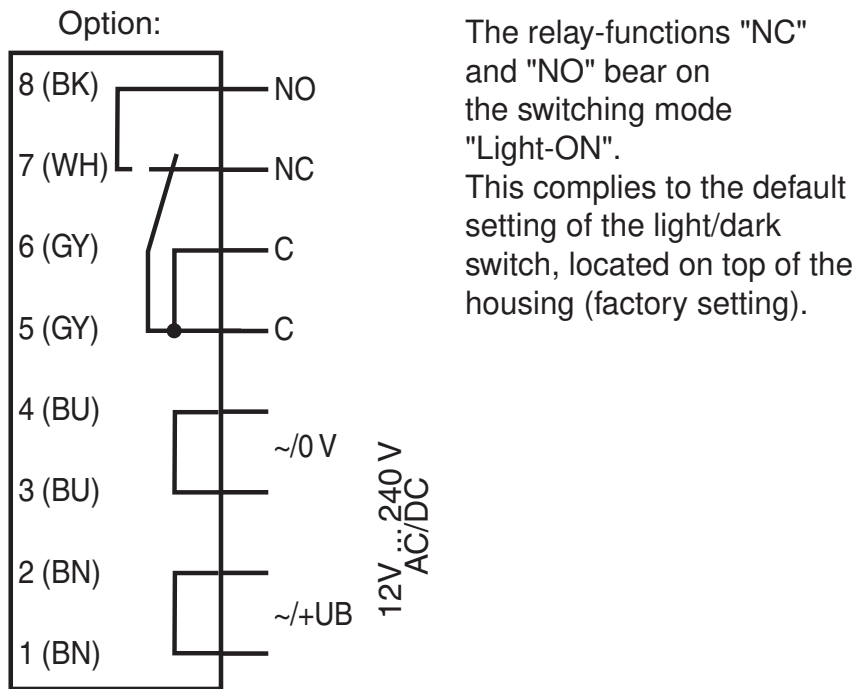 Option:
8 (BK)
NO
7 (WH)
NC
6 (GY)
C
5 (GY)
C
4 (BU)
~/0 V
3 (BU)
2 (BN)
~/+UB
1 (BN)
12V ... 240 V
AC/DC
The relay-functions "NC"
and "NO" bear on
the switching mode
"Light-ON".
This complies to the default
setting of the light/dark
switch, located on top of the
housing (factory setting).